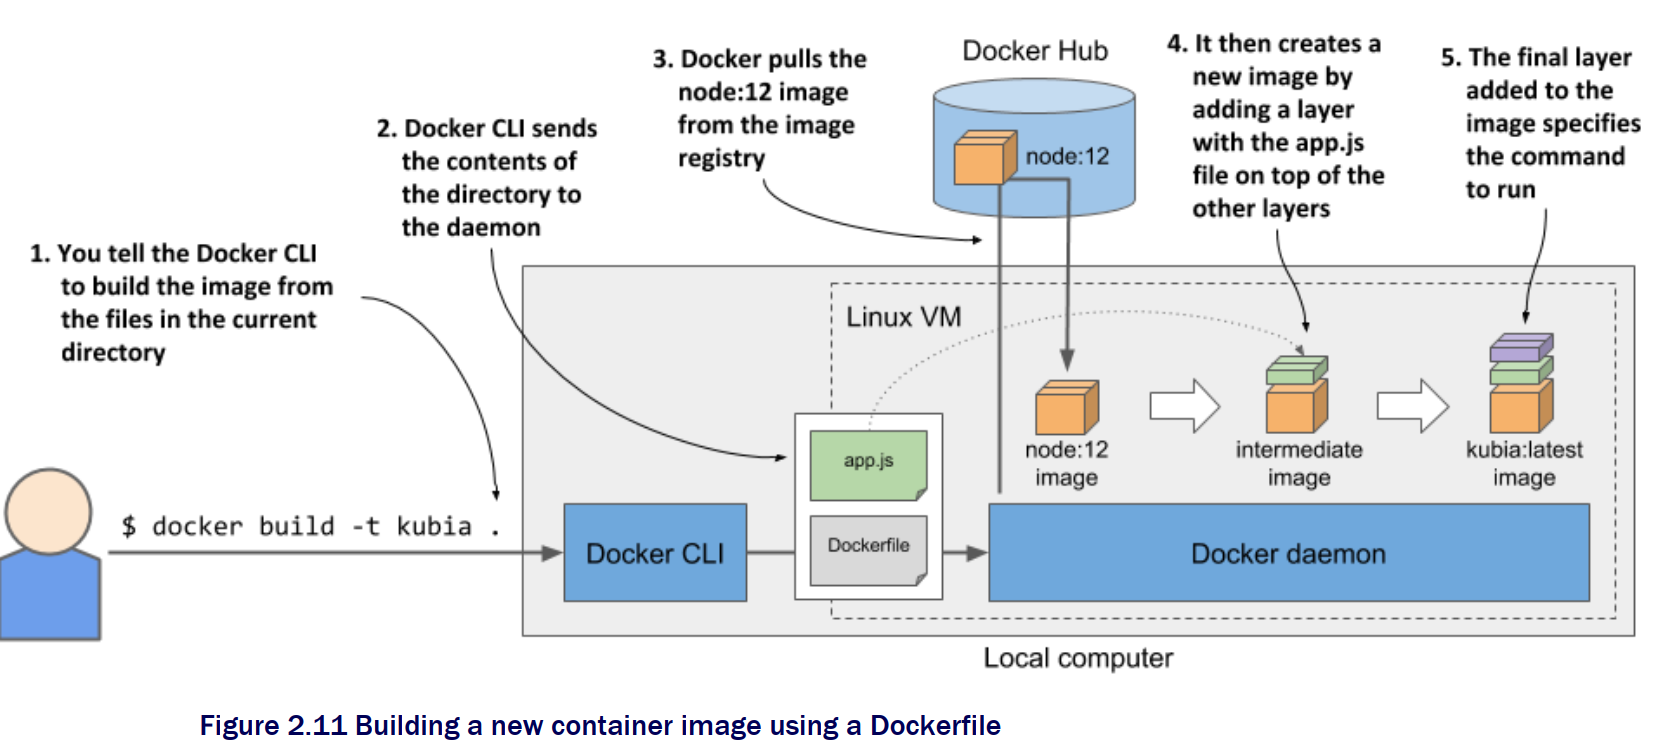 1. You tell the Docker CLI
to build the image from
the files in the current
directory
2. Docker CLI sends
the contents of
the directory to
the daemon
3. Docker pulls the
node:12 image
from the image
registry
Docker Hub
node:12
4. It then creates a
new image by
adding a layer
with the app.js
file on top of the
other layers
5. The final layer
added to the
image specifies
the command
to run
Linux VM
app.js
Dockerfile
node:12
image
intermediate
image
kubia:latest
image
$ docker build -t kubia .
Docker CLI
Docker daemon
Local computer
Figure 2.11 Building a new container image using a Dockerfile